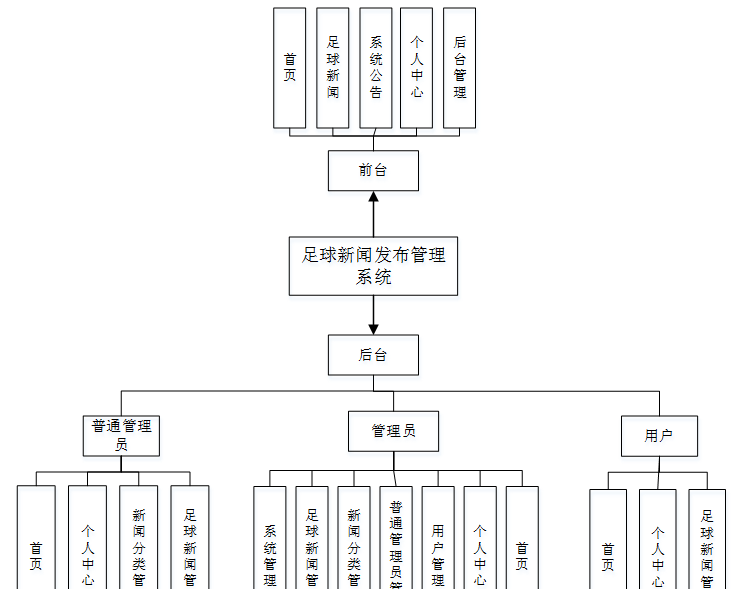 首页
足球新闻
系统公告
个人中心
后台管理
前台
足球新闻发布管理
系统
后台
普通管理
员
管理员
用户
首页
个人中心
新闻分类管
足球新闻管
系统管理
足球新闻管
新闻分类管
普通管理员管
用户管理
个人中心
首页
首页
个人中心
足球新闻管